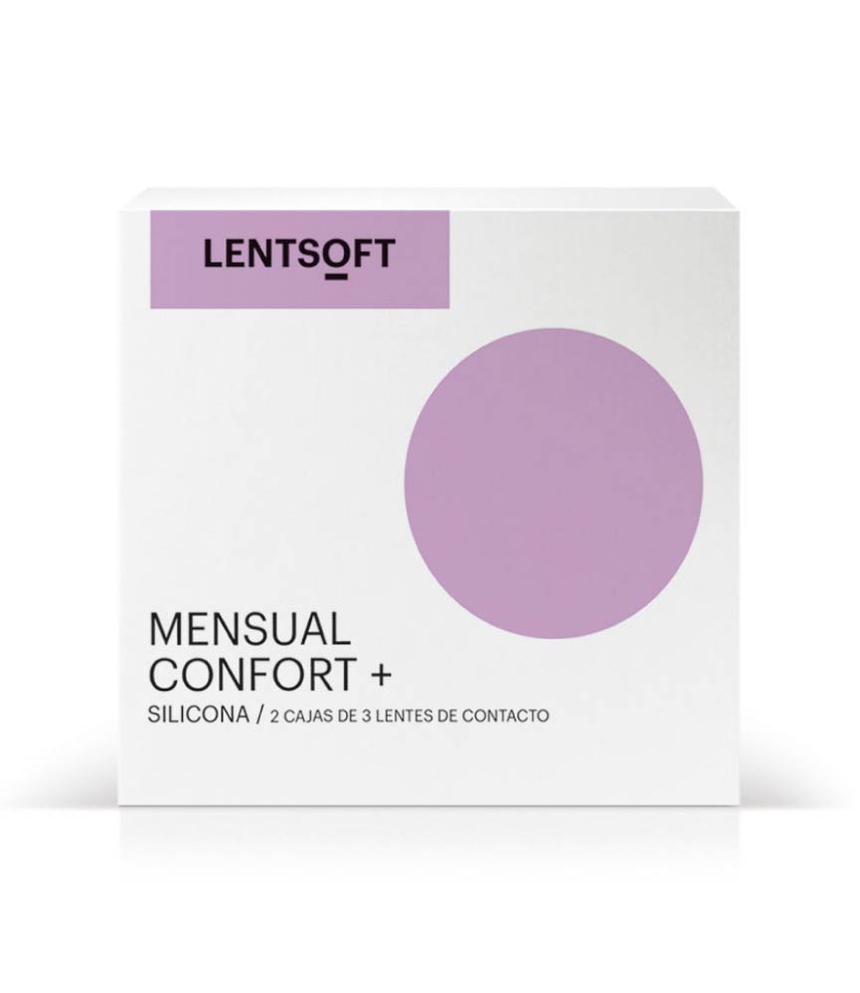 LENTSOFT
MENSUAL
CONFORT +
SILICONA / 2 CAJAS DE 3 LENTES DE CONTACTO